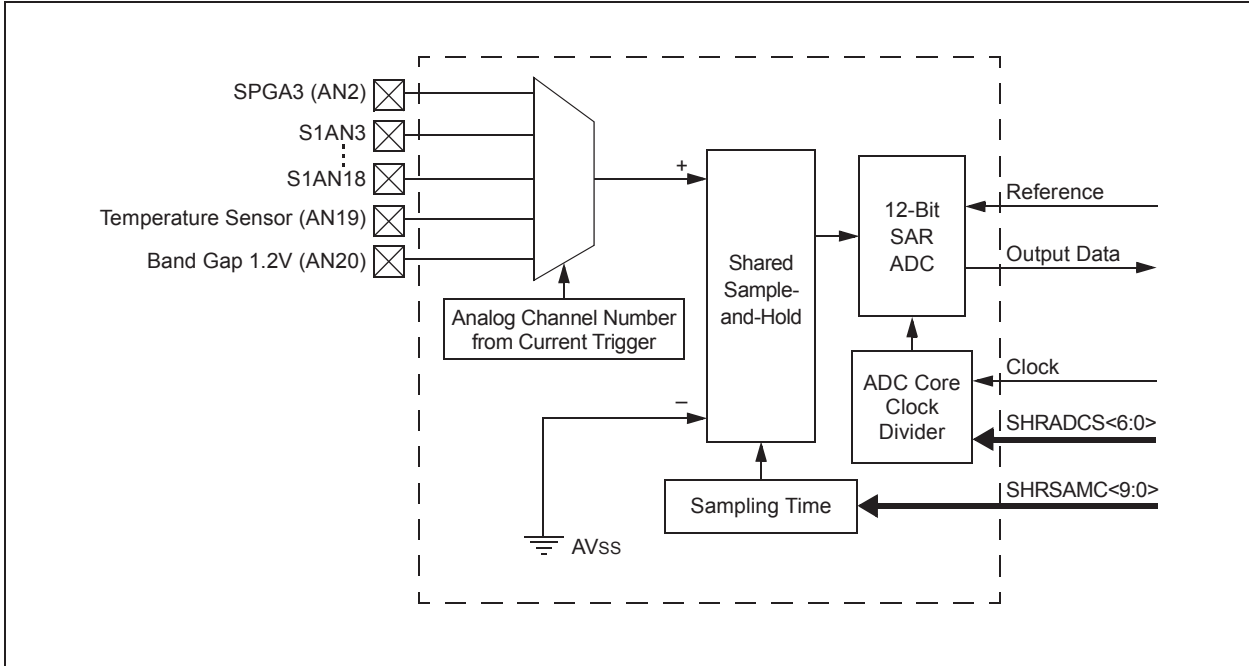 SPGA3 (AN2)
S1AN3
S1AN18
Temperature Sensor (AN19)
Band Gap 1.2V (AN20)
Analog Channel Number
from Current Trigger
+
–
Shared
Sample-
and-Hold
12-Bit
SAR
ADC
Reference
Output Data
ADC Core
Clock
Divider
Clock
SHRADCS<6:0>
Sampling Time
SHRSAMC<9:0>
AVSS